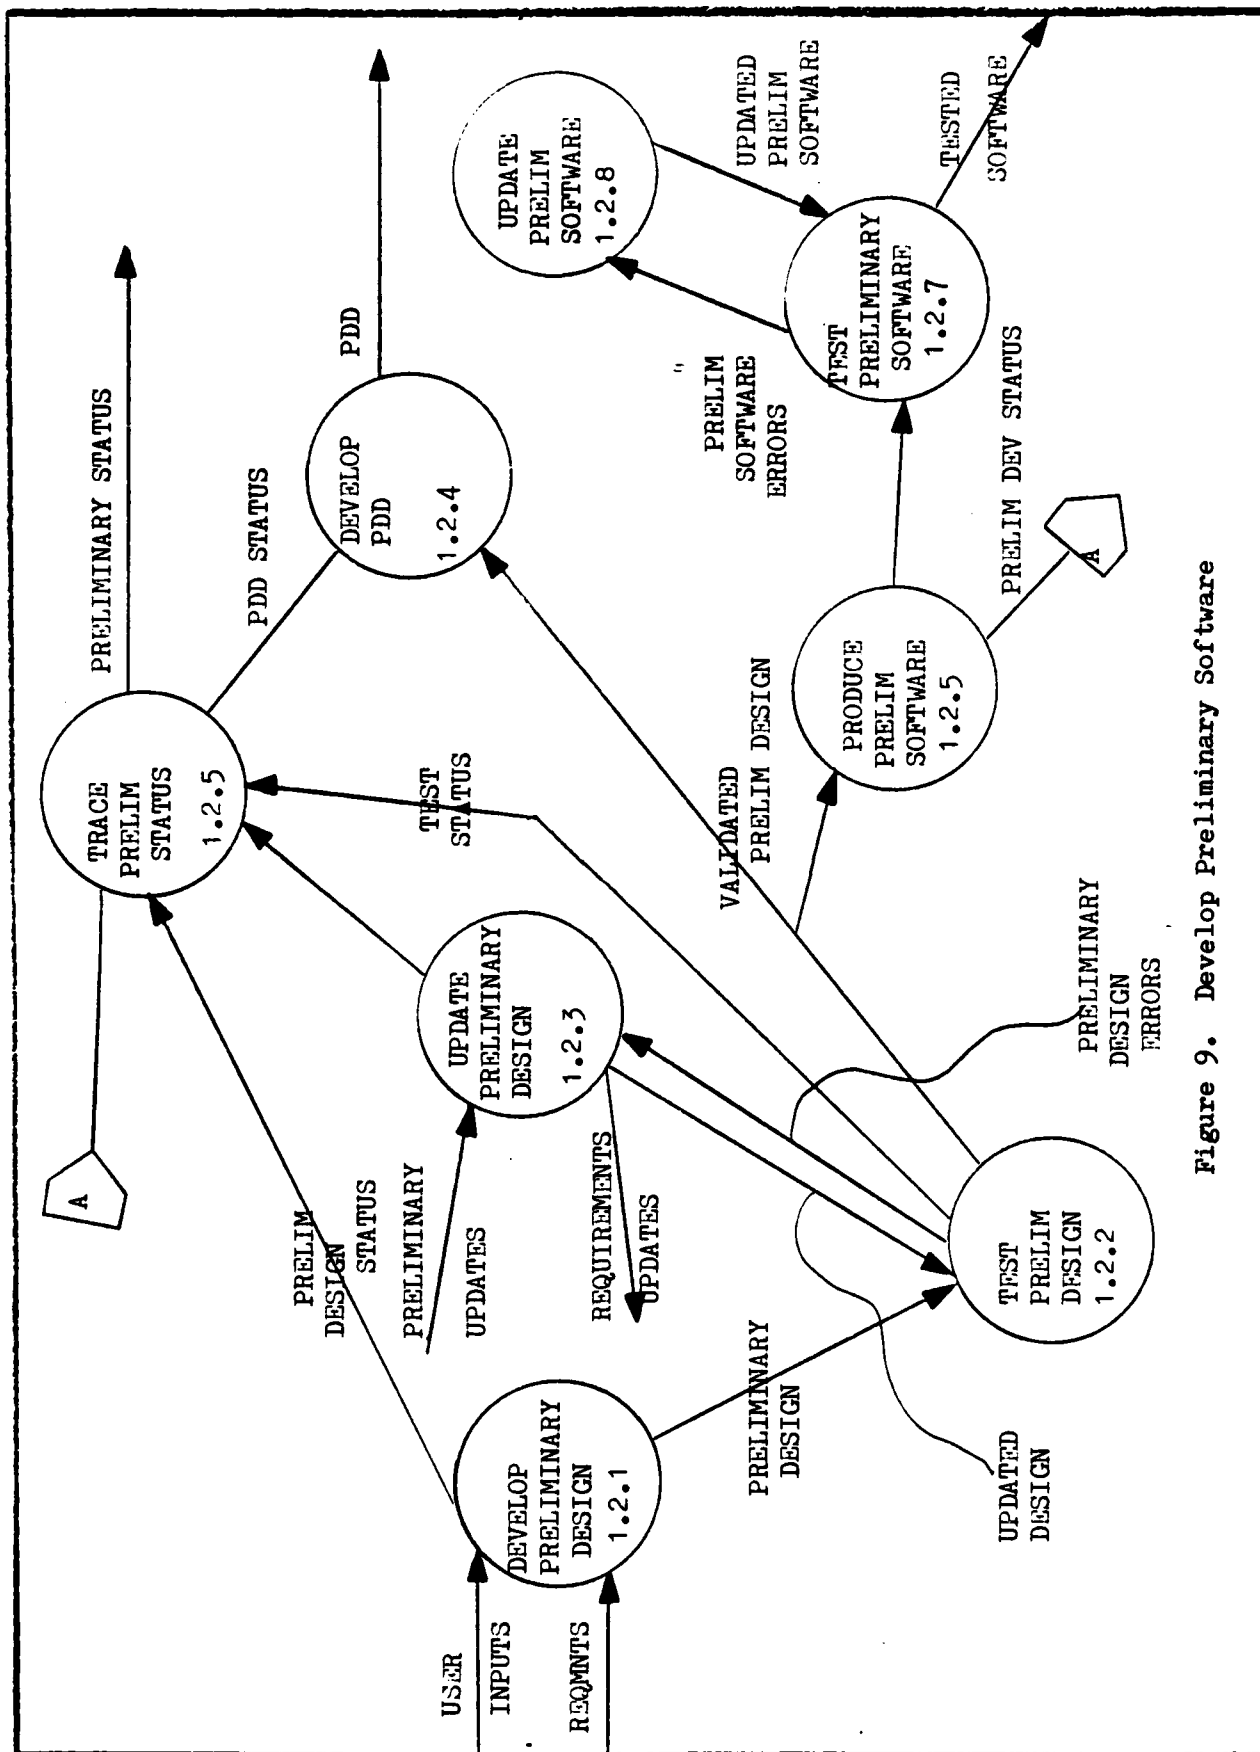 USER
INPUTS
REQMNTS
DEVELOP
PRELIMINARY
DESIGN
1.2.1
PRELIM
DESIGN
STATUS
PRELIMINARY
UPDATES
REQUIREMENTS
UPDATES
PRELIMINARY
DESIGN
UPDATED
DESIGN
A
TRACE
PRELIM
STATUS
1.2.5
UPDATE
PRELIMINARY
DESIGN
1.2.3
TEST
PRELIM
DESIGN
1.2.2
PRELIMINARY
DESIGN
ERRORS
TEST
STATUS
VALIDATED
PRELIM DESIGN
PRELIMINARY STATUS
PDD STATUS
DEVELOP
PDD
1.2.4
PDD
PRODUCE
PRELIM
SOFTWARE
1.2.5
PRELIM DEV STATUS
A
PRELIM
SOFTWARE
ERRORS
TEST
PRELIMINARY
SOFTWARE
1.2.7
UPDATE
PRELIM
SOFTWARE
1.2.8
UPDATED
PRELIM
SOFTWARE
TESTED
SOFTWARE
Figure 9. Develop Preliminary Software